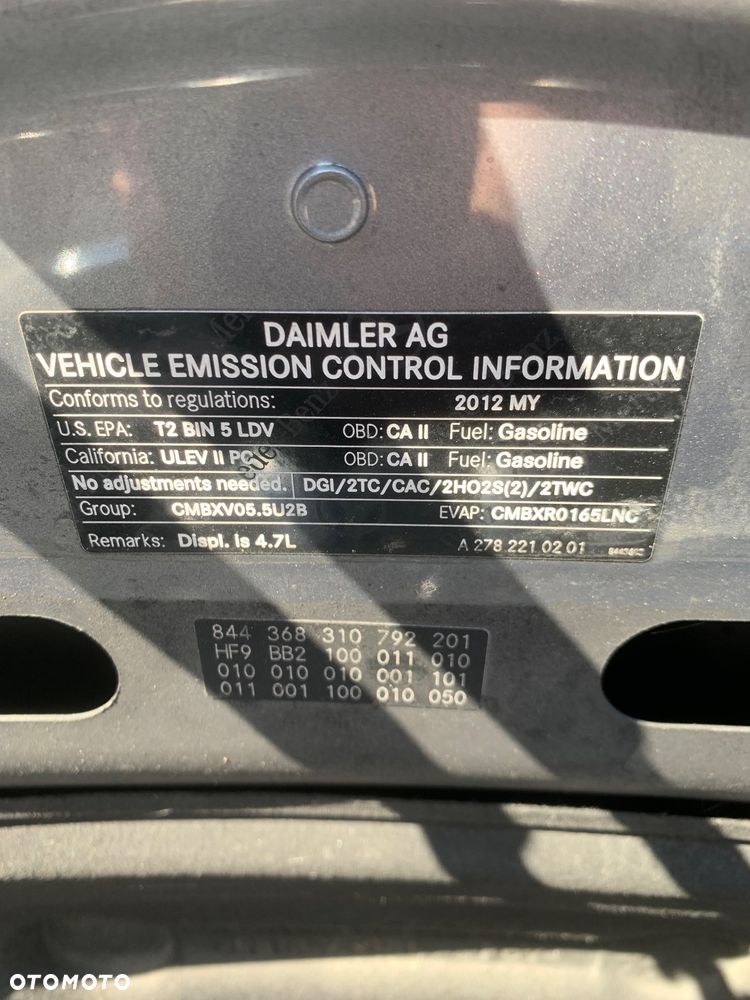 DAIMLER AG
VEHICLE EMISSION CONTROL INFORMATION
Conforms to regulations: 2012 MY
U.S. EPA: T2 BIN 5 LDV OBD: CA II Fuel: Gasoline
California: ULEV II PC OBD: CA II Fuel: Gasoline
No adjustments needed. DGI/2TC/CAC/2HO2S(2)/2TWC
Group: CMBXV05.5U2B EVAP: CMBXR0165LNC
Remarks: Displ. is 4.7L A 278 221 02 01
844 368 310 792 201
HF9 BB2 100 011 010
010 010 010 001 101
011 001 100 010 050
OTOMOTO